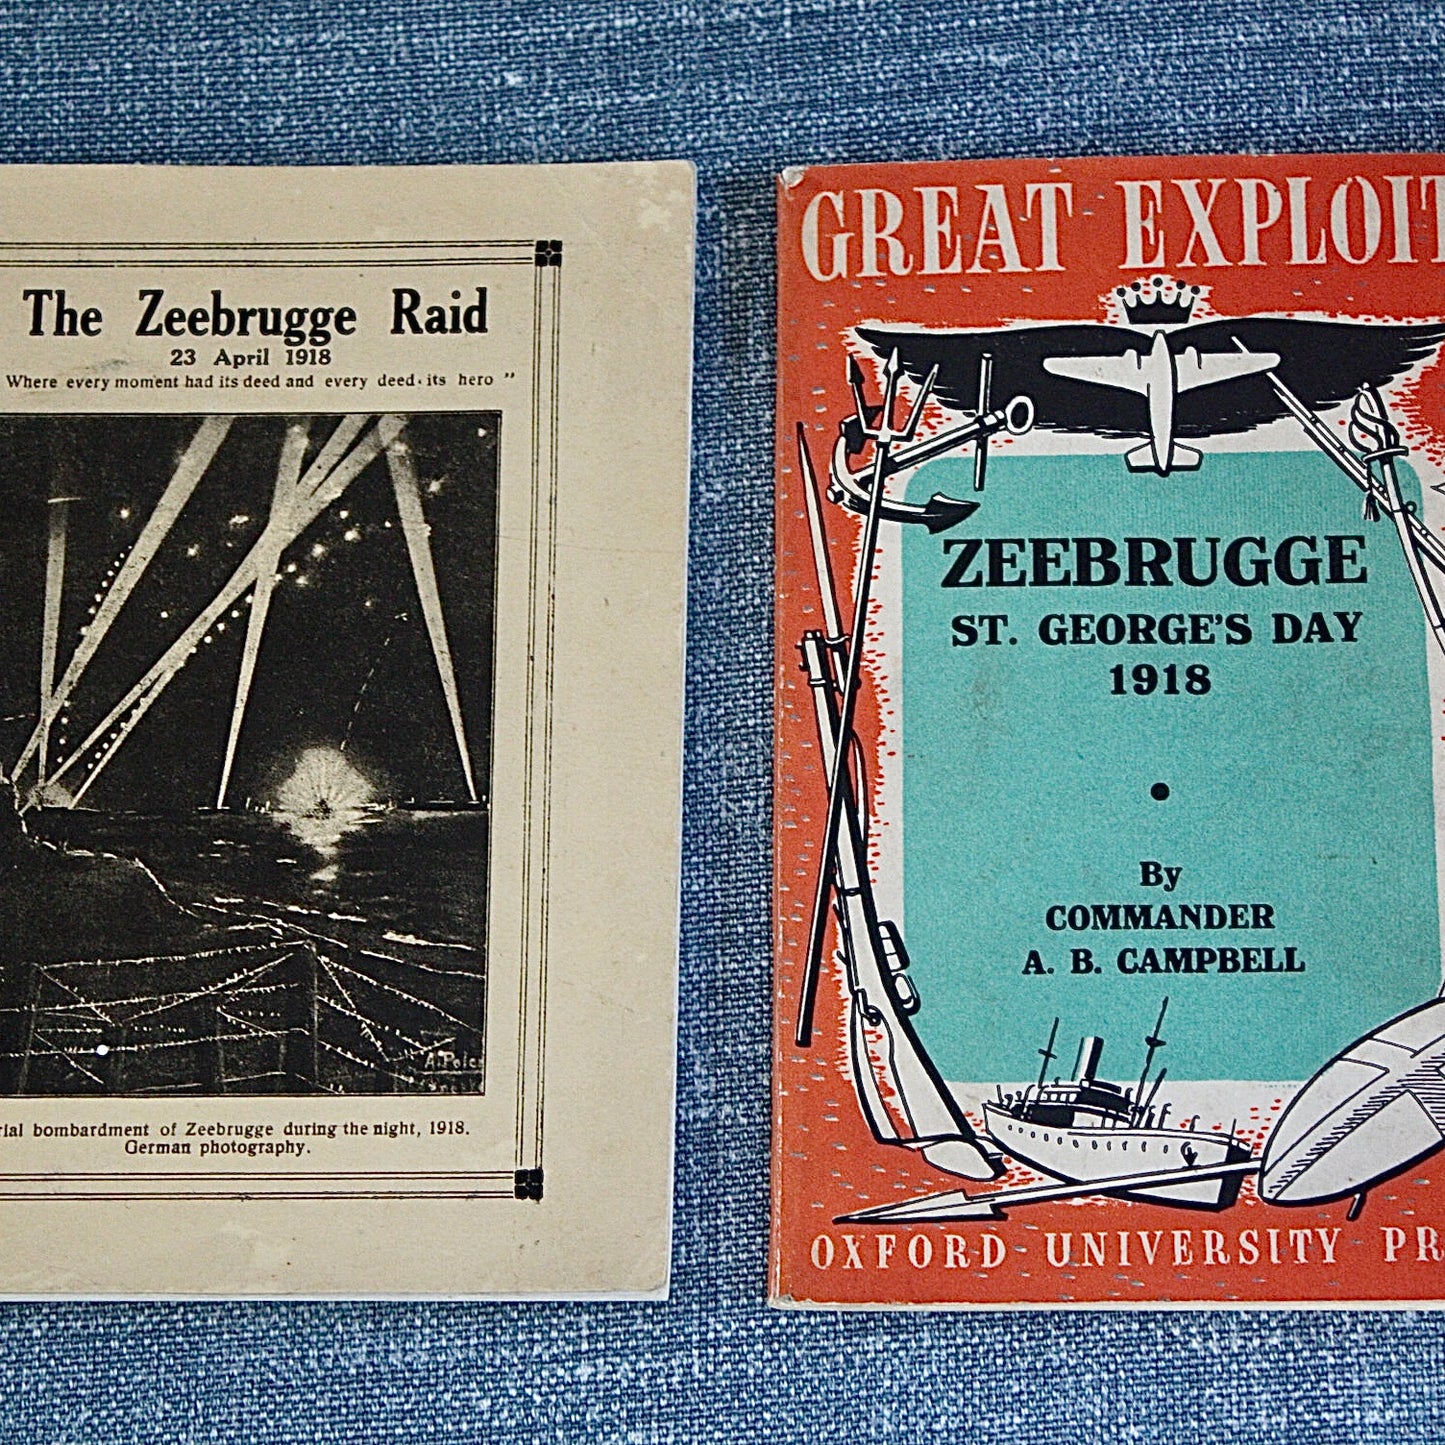 The Zeebrugge Raid
23 April 1918
Where every moment had its deed and every deed its hero "
rial bombardment of Zeebrugge during the night, 1918.
German photography.
GREAT EXPLOIT
ZEEBRUGGE
ST. GEORGE'S DAY
1918
•
By
COMMANDER
A. B. CAMPBELL
OXFORD UNIVERSITY PR